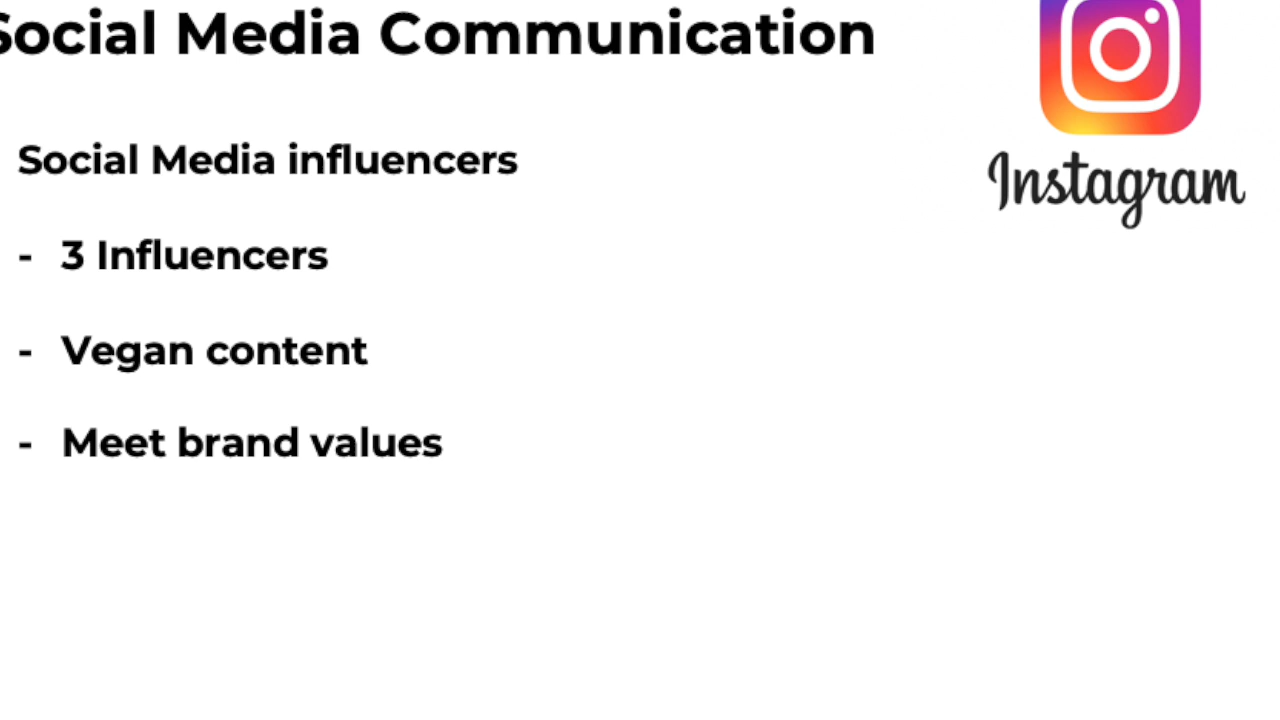 Social Media Communication
Instagram
Social Media influencers
- 3 Influencers
- Vegan content
- Meet brand values